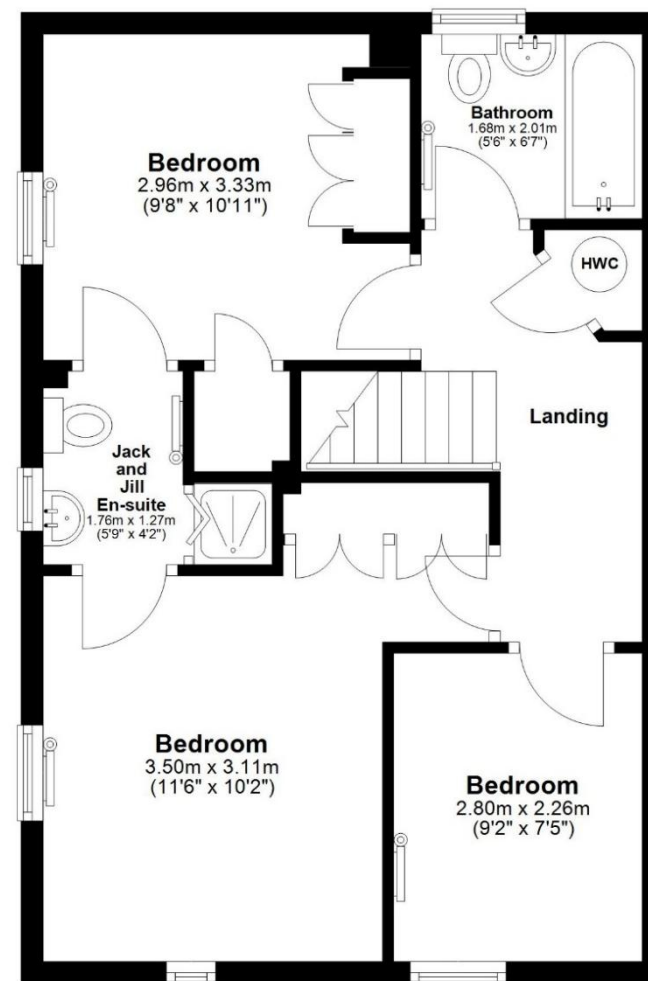 Bedroom
2.96m x 3.33m
(9'8" x 10'11")
Bathroom
1.68m x 2.01m
(5'6" x 6'7")
HWC
Landing
Jack
and
Jill
En-suite
1.76m x 1.27m
(5'9" x 4'2")
Bedroom
3.50m x 3.11m
(11'6" x 10'2")
Bedroom
2.80m x 2.26m
(9'2" x 7'5")